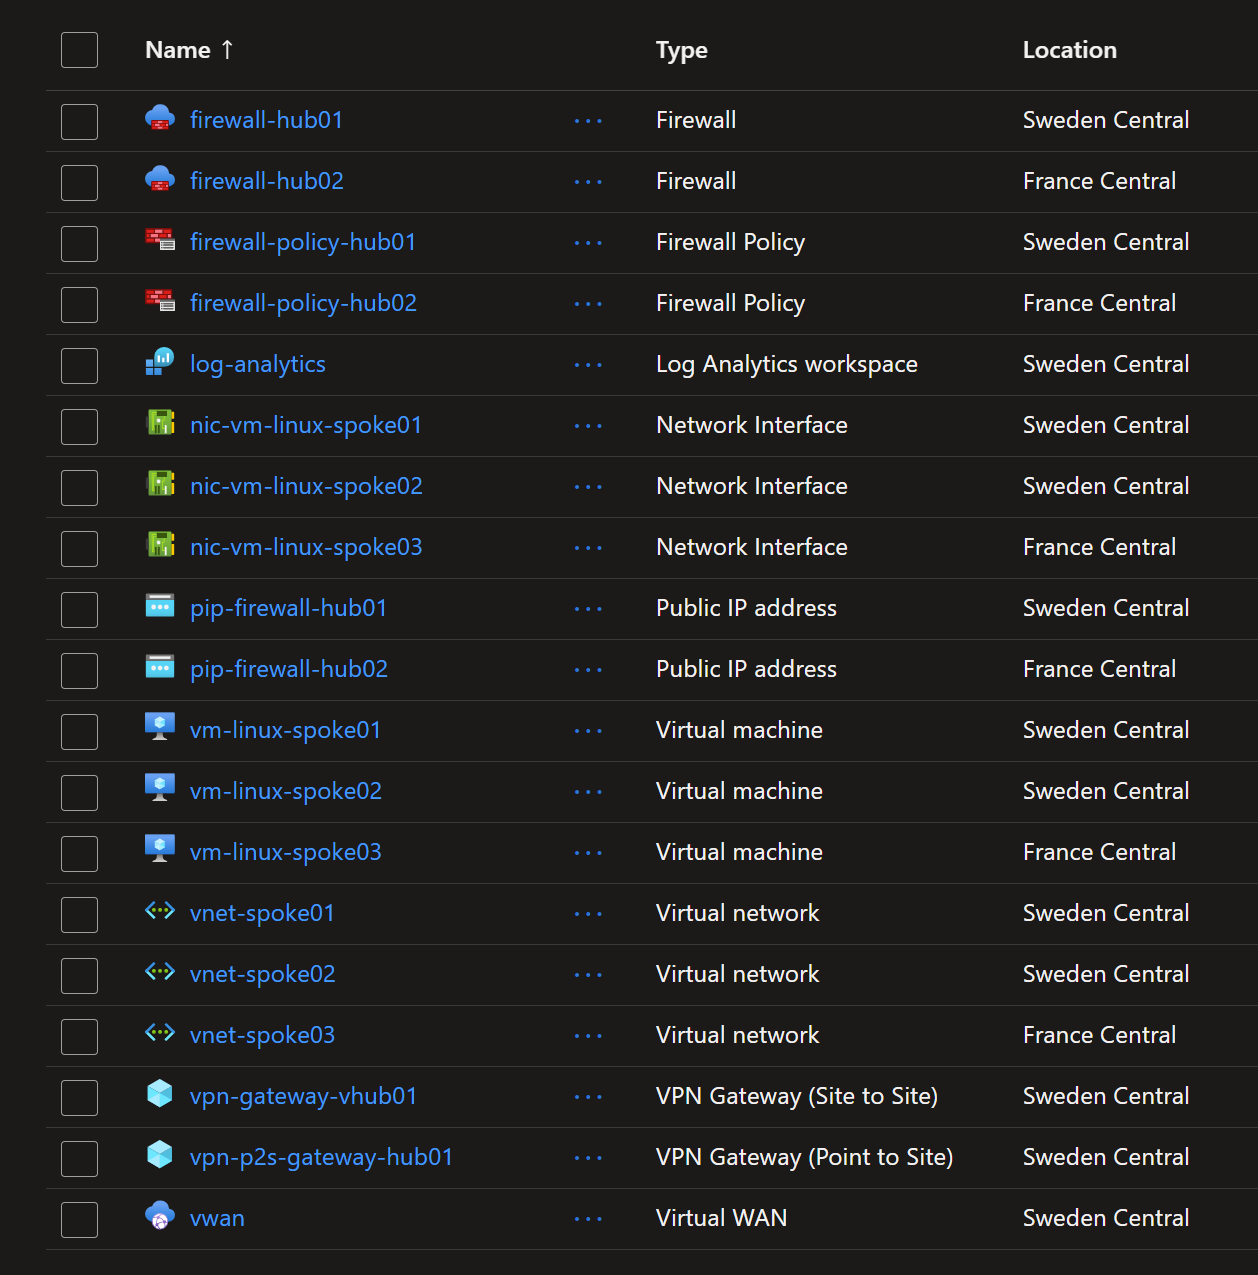 Name ↑ Type Location
firewall-hub01 ... Firewall Sweden Central
firewall-hub02 ... Firewall France Central
firewall-policy-hub01 ... Firewall Policy Sweden Central
firewall-policy-hub02 ... Firewall Policy France Central
log-analytics ... Log Analytics workspace Sweden Central
nic-vm-linux-spoke01 ... Network Interface Sweden Central
nic-vm-linux-spoke02 ... Network Interface Sweden Central
nic-vm-linux-spoke03 ... Network Interface France Central
pip-firewall-hub01 ... Public IP address Sweden Central
pip-firewall-hub02 ... Public IP address France Central
vm-linux-spoke01 ... Virtual machine Sweden Central
vm-linux-spoke02 ... Virtual machine Sweden Central
vm-linux-spoke03 ... Virtual machine France Central
vnet-spoke01 ... Virtual network Sweden Central
vnet-spoke02 ... Virtual network Sweden Central
vnet-spoke03 ... Virtual network France Central
vpn-gateway-vhub01 ... VPN Gateway (Site to Site) Sweden Central
vpn-p2s-gateway-hub01 ... VPN Gateway (Point to Site) Sweden Central
vwan ... Virtual WAN Sweden Central